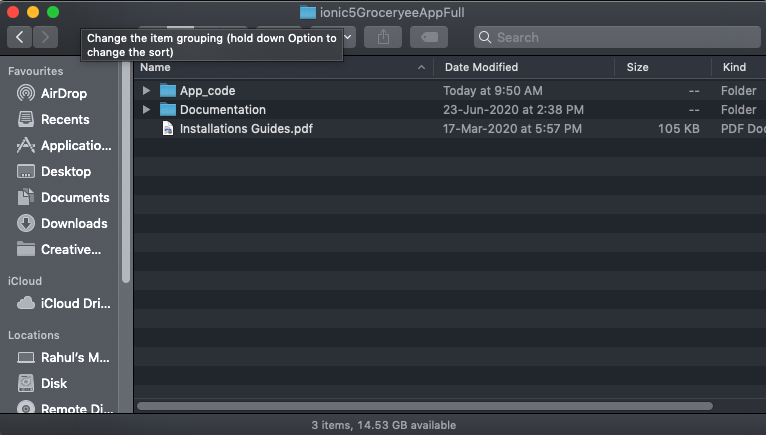 ionic5GroceryeeAppFull
Change the item grouping (hold down Option to
change the sort)
Search
Favourites
AirDrop
Recents
Applicatio...
Desktop
Documents
Downloads
Creative...
iCloud
iCloud Dri...
Locations
Rahul's M...
Disk
Remote Di...
Name Date Modified Size Kind
App_code Today at 9:50 AM -- Folder
Documentation 23-Jun-2020 at 2:38 PM -- Folder
Installations Guides.pdf 17-Mar-2020 at 5:57 PM 105 KB PDF Doc
3 items, 14.53 GB available